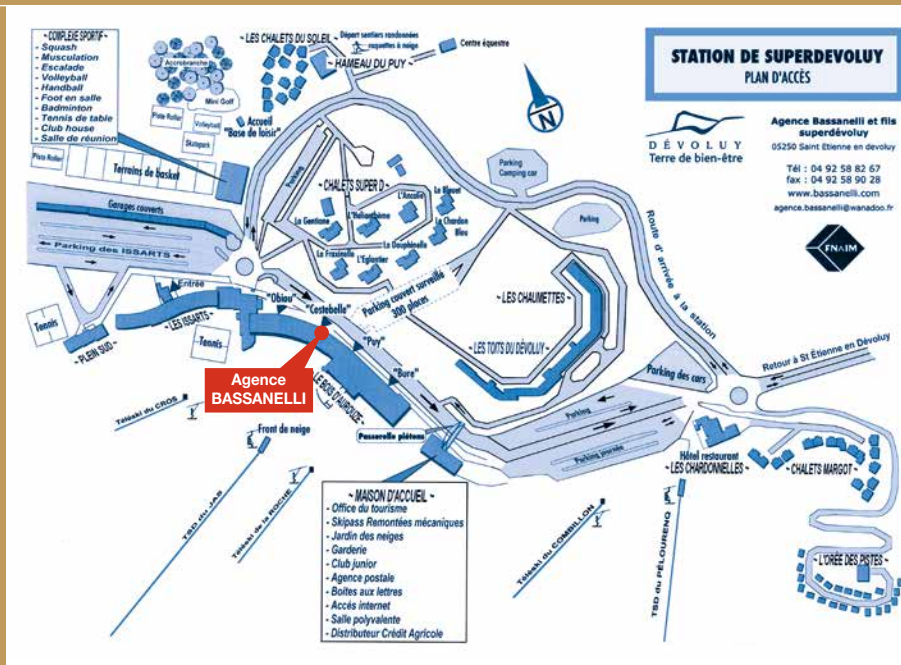 ~ COMPLEXE SPORTIF ~
- Squash
- Musculation
- Escalade
- Volleyball
- Handball
- Foot en salle
- Badminton
- Tennis de table
- Club house
- Salle de réunion
Accrobranche
Mini Golf
Piste Roller
Volleyball
Skatepark
Accueil
"Base de loisir"
~ LES CHALETS DU SOLEIL
Départ sentiers randonnées
raquettes à neige
~ HAMEAU DU PUY ~
Centre équestre
N
STATION DE SUPERDEVOLUY
PLAN D'ACCÈS
DÉVOLUY
Terre de bien-être
Agence Bassanelli et fils
superdévoluy
05250 Saint Etienne en devoluy
Tél : 04 92 58 82 67
fax : 04 92 58 90 28
www.bassanelli.com
agence.bassanelli@wanadoo.fr
FNAIM
Piste Roller
Terrains de basket
Parking
~ CHALETS SUPER D ~
Parking
Camping car
Parking
Route d' arrivée à la station
La Gentiane
L'Hélianthème
L'Ancolie
Le Bleuet
Le Chardon
Bleu
La Fraxinelle
L'Eglantier
La Dauphinelle
Garages couverts
Parking des ISSARTS
Entrée
~ LES ISSARTS
Tennis
~ PLEIN SUD ~
Tennis
"Obiou"
"Costebelle"
"Puy"
"Bure"
Parking couvert surveillé
300 places
~ LES CHAUMETTES
~ LES TOITS DU DÉVOLUY
Agence
BASSANELLI
LE BOIS D'AUROUZE
Parking des cars
Retour à St Étienne en Dévoluy
Parking
Parking journée
Passerelle piétons
Hôtel restaurant
~ LES CHARDONNELLES
~ CHALETS MARGOT ~
~ L'ORÉE DES PISTES ~
Téléski du CROS
Front de neige
TSD du JAS
Téléski de la ROCHE
Téléski du COMBILLON
TSD du PÉLOURENQ
~ MAISON D'ACCUEIL ~
- Office du tourisme
- Skipass Remontées mécaniques
- Jardin des neiges
- Garderie
- Club junior
- Agence postale
- Boites aux lettres
- Accés internet
- Salle polyvalente
- Distributeur Crédit Agricole